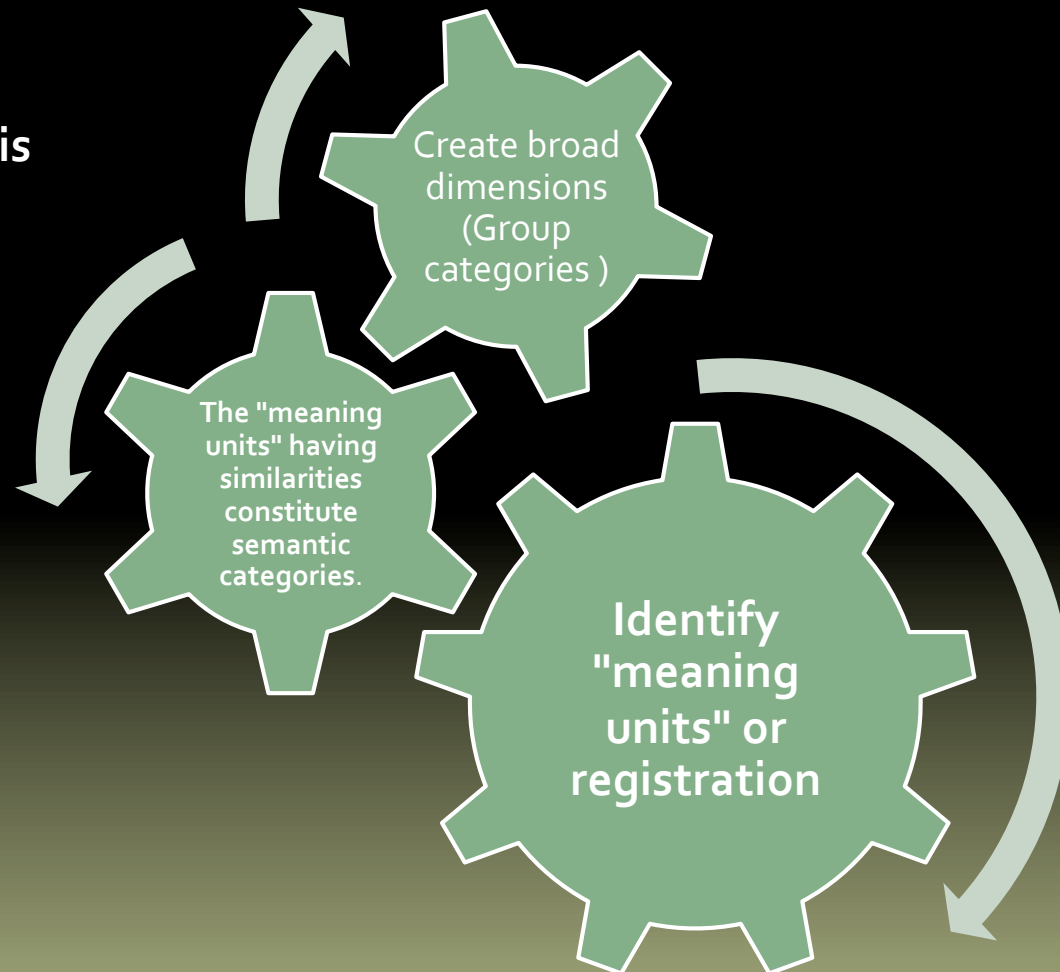 is
Create broad
dimensions
(Group
categories )
The "meaning
units" having
similarities
constitute
semantic
categories.
Identify
"meaning
units" or
registration